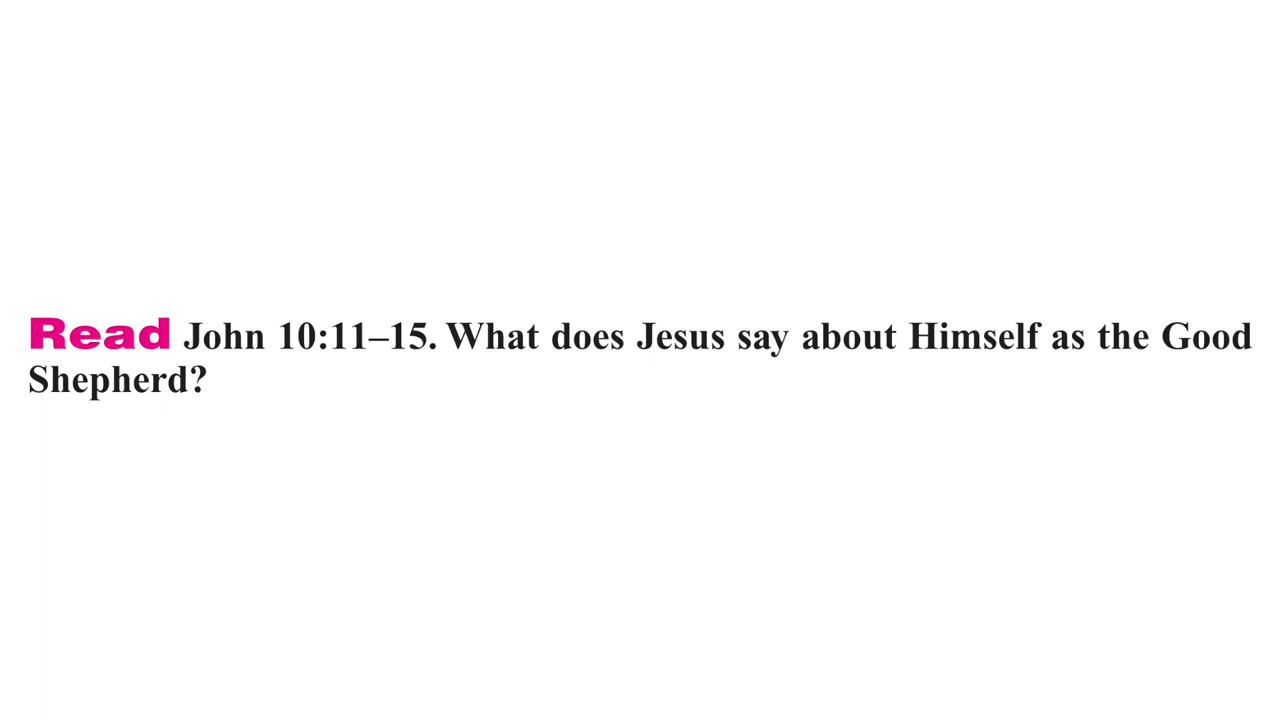 Read John 10:11–15. What does Jesus say about Himself as the Good
Shepherd?